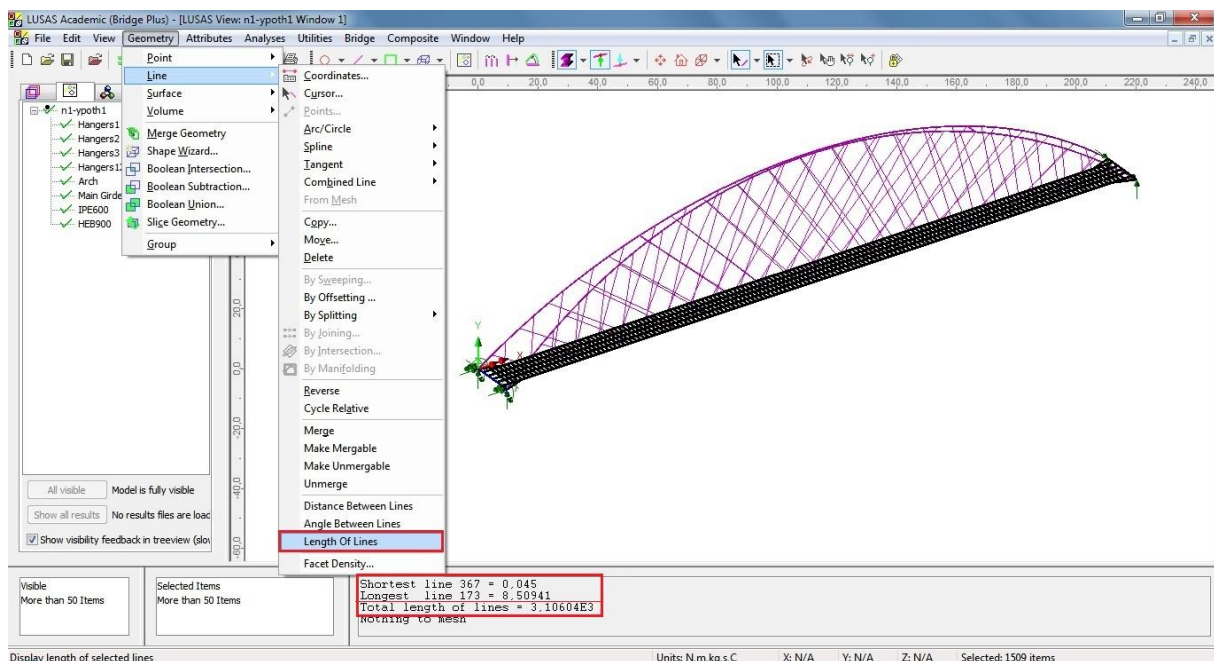 LUSAS Academic (Bridge Plus) - [LUSAS View: n1-ypoth1 Window 1]
File Edit View Geometry Attributes Analyses Utilities Bridge Composite Window Help
Point
Line
Surface
Volume
Merge Geometry
Shape Wizard...
Boolean Intersection...
Boolean Subtraction...
Boolean Union...
Slice Geometry...
Group
Coordinates...
Cursor...
Points...
Arc/Circle
Spline
Tangent
Combined Line
From Mesh
Copy...
Move...
Delete
By Sweeping...
By Offsetting ...
By Splitting
By Joining...
By Intersection...
By Manifolding
Reverse
Cycle Relative
Merge
Make Mergable
Make Unmergable
Unmerge
Distance Between Lines
Angle Between Lines
Length Of Lines
Facet Density...
n1-ypoth1
Hangers1
Hangers2
Hangers3
Hangers12
Arch
Main Girde
IPE600
HEB900
All visible Model is fully visible
Show all results No results files are load
Show visibility feedback in treeview (slov
0,0 20,0 40,0 60,0 80,0 100,0 120,0 140,0 160,0 180,0 200,0 220,0 240,0
20,0
0,0
-20,0
-40,0
-60,0
Y
X
Visible
More than 50 Items
Selected Items
More than 50 Items
Shortest line 367 = 0,045
Longest line 173 = 8,50941
Total length of lines = 3,10604E3
Nothing to mesh
Display length of selected lines
Units: N,m,kg,s,C X: N/A Y: N/A Z: N/A Selected: 1509 items